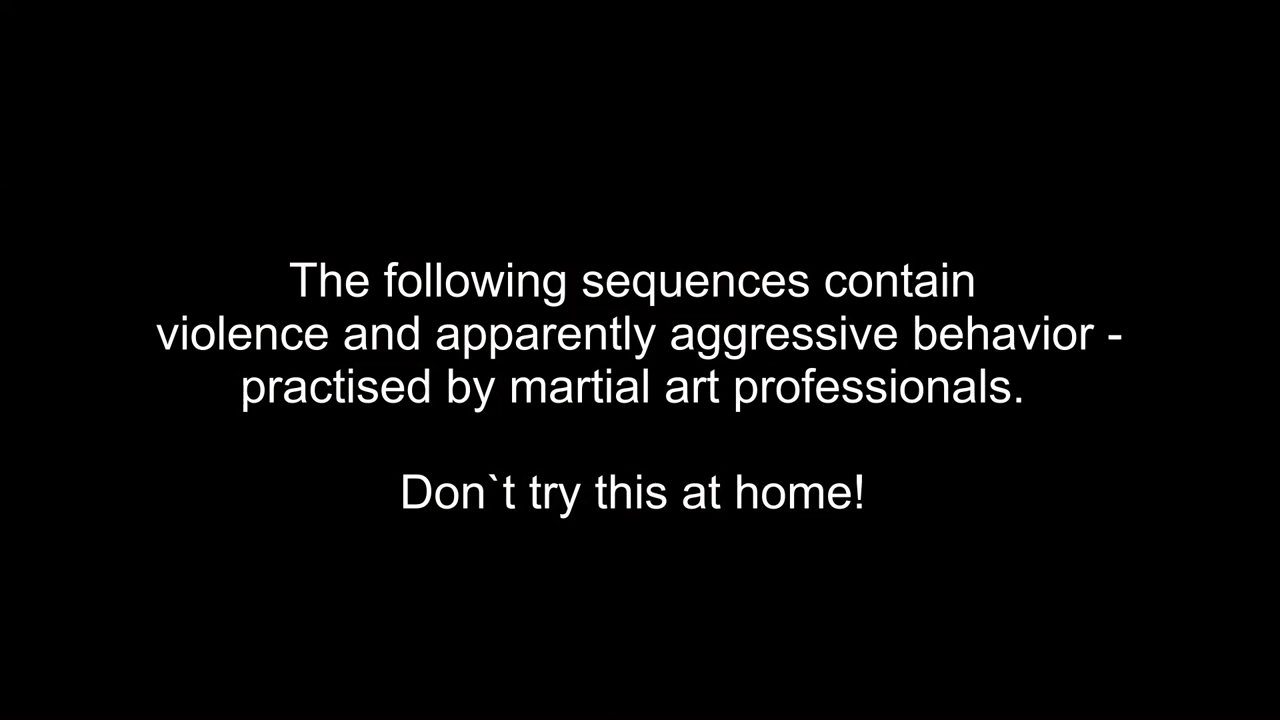 The following sequences contain
violence and apparently aggressive behavior -
practised by martial art professionals.
Don`t try this at home!